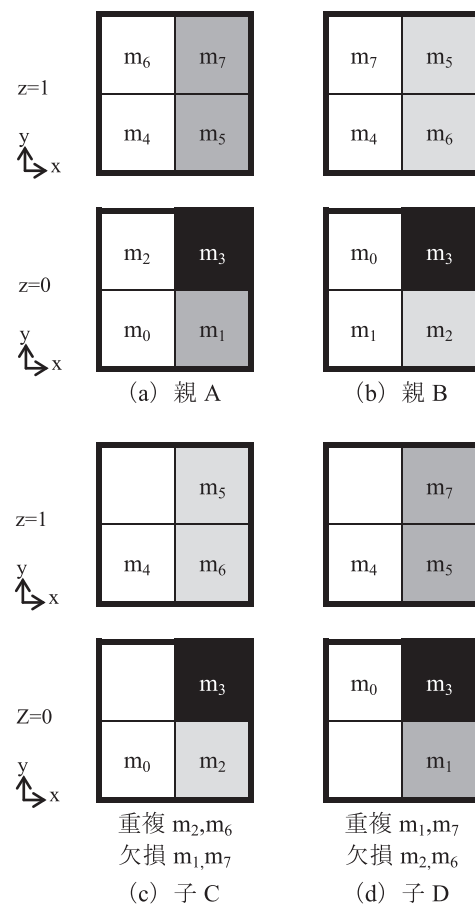 m₆ m₇ m₇ m₅
z=1
y
m₄ m₅ m₄ m₆
x
m₂ m₃ m₀ m₃
z=0
y
m₀ m₁ m₁ m₂
x
(a) 親 A (b) 親 B
m₅ m₇
z=1
y
m₄ m₆ m₄ m₅
x
m₃ m₀ m₃
Z=0
y
m₀ m₂ m₁
x
重複 m₂,m₆ 重複 m₁,m₇
欠損 m₁,m₇ 欠損 m₂,m₆
(c) 子 C (d) 子 D